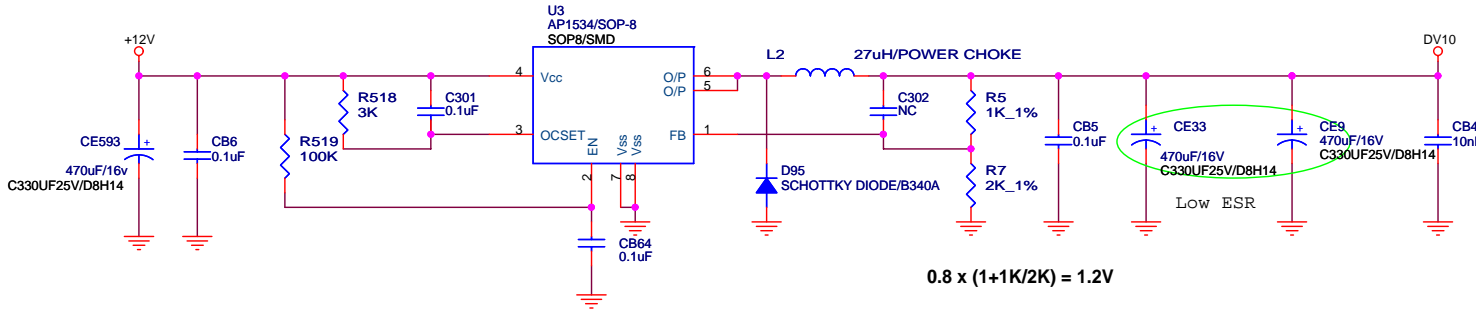 U3
AP1534/SOP-8
SOP8/SMD
+12V
DV10
L2
27uH/POWER CHOKE
4
Vcc
O/P
6
O/P
5
R518
3K
C301
0.1uF
C302
NC
R5
1K_1%
3
OCSET
FB
1
EN
Vss
Vss
2
7
8
CE593
470uF/16v
C330UF25V/D8H14
CB6
0.1uF
R519
100K
CB5
0.1uF
CE33
470uF/16V
C330UF25V/D8H14
CE9
470uF/16V
C330UF25V/D8H14
CB4
10n
D95
SCHOTTKY DIODE/B340A
R7
2K_1%
Low ESR
CB64
0.1uF
0.8 x (1+1K/2K) = 1.2V